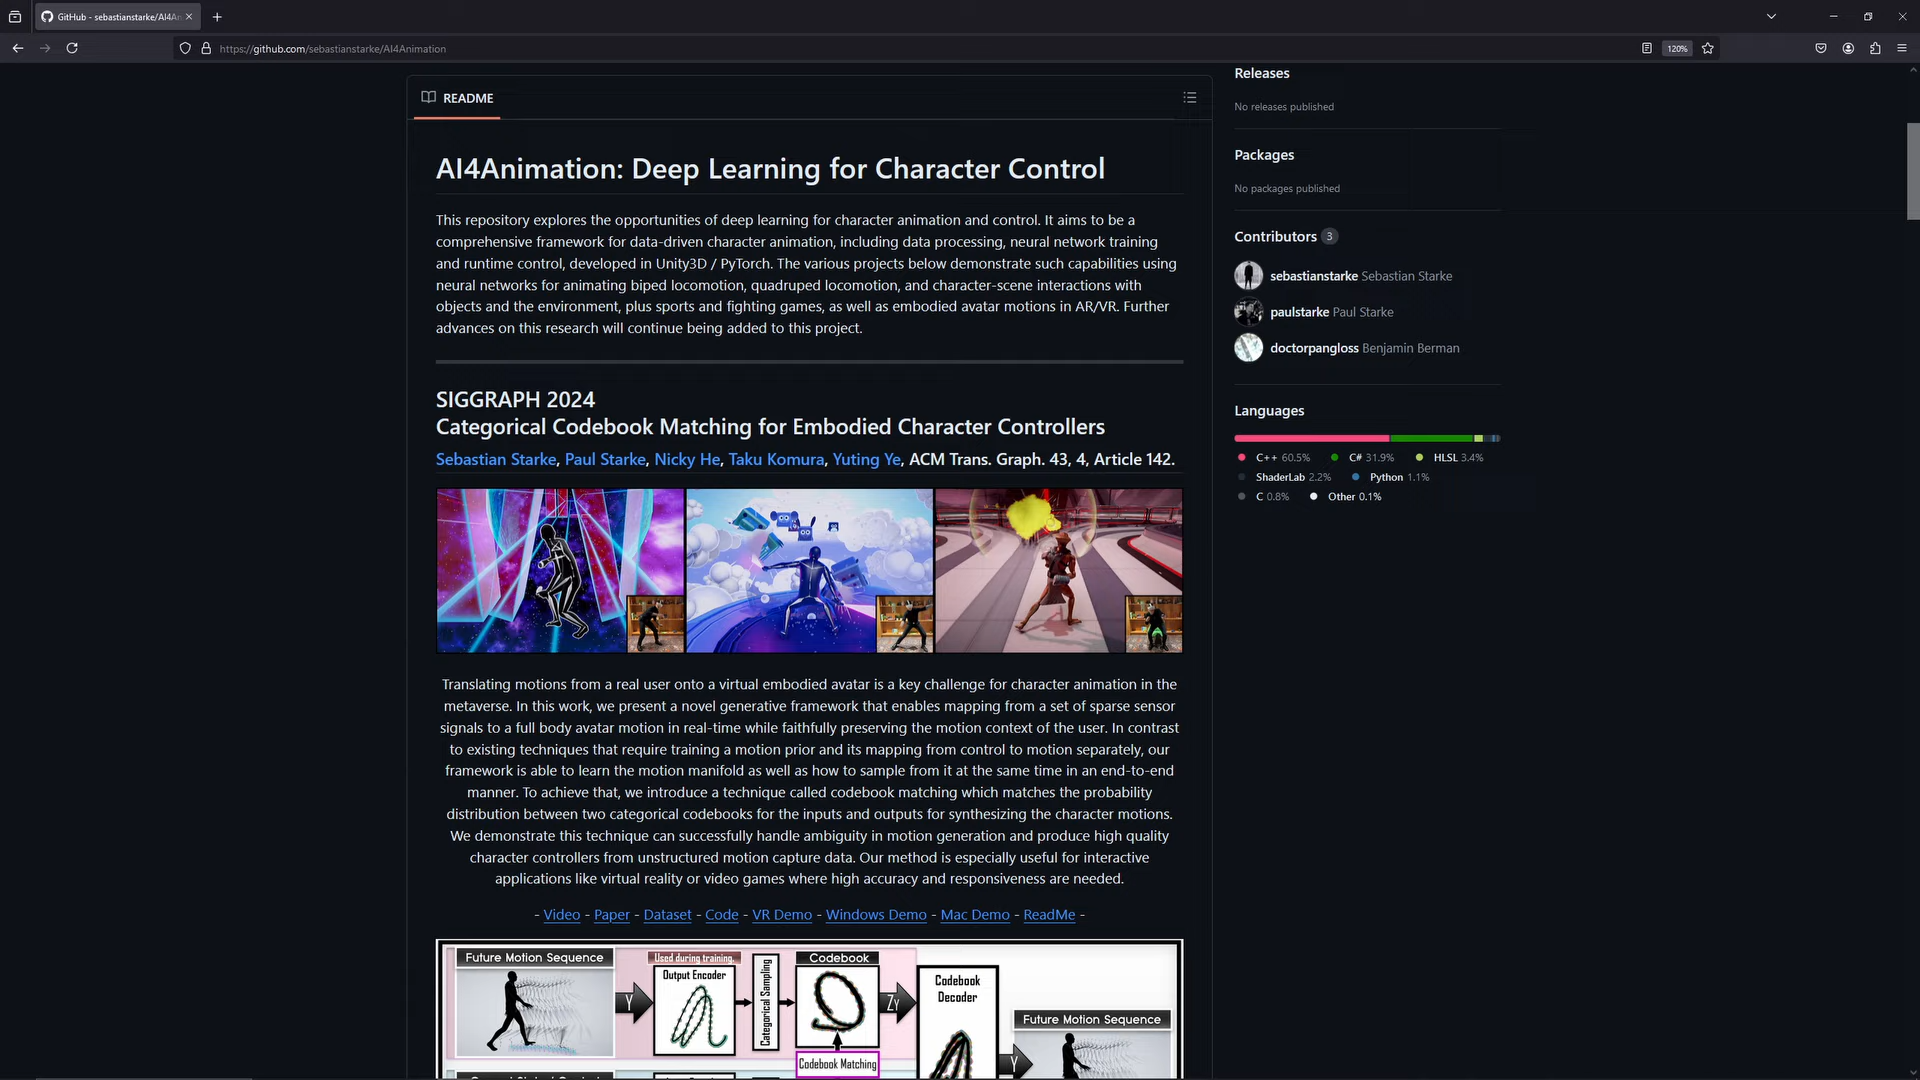 GitHub - sebastianstarke/AI4An
https://github.com/sebastianstarke/AI4Animation
120%
README
AI4Animation: Deep Learning for Character Control
This repository explores the opportunities of deep learning for character animation and control. It aims to be a
comprehensive framework for data-driven character animation, including data processing, neural network training
and runtime control, developed in Unity3D / PyTorch. The various projects below demonstrate such capabilities using
neural networks for animating biped locomotion, quadruped locomotion, and character-scene interactions with
objects and the environment, plus sports and fighting games, as well as embodied avatar motions in AR/VR. Further
advances on this research will continue being added to this project.
SIGGRAPH 2024
Categorical Codebook Matching for Embodied Character Controllers
Sebastian Starke, Paul Starke, Nicky He, Taku Komura, Yuting Ye, ACM Trans. Graph. 43, 4, Article 142.
Translating motions from a real user onto a virtual embodied avatar is a key challenge for character animation in the
metaverse. In this work, we present a novel generative framework that enables mapping from a set of sparse sensor
signals to a full body avatar motion in real-time while faithfully preserving the motion context of the user. In contrast
to existing techniques that require training a motion prior and its mapping from control to motion separately, our
framework is able to learn the motion manifold as well as how to sample from it at the same time in an end-to-end
manner. To achieve that, we introduce a technique called codebook matching which matches the probability
distribution between two categorical codebooks for the inputs and outputs for synthesizing the character motions.
We demonstrate this technique can successfully handle ambiguity in motion generation and produce high quality
character controllers from unstructured motion capture data. Our method is especially useful for interactive
applications like virtual reality or video games where high accuracy and responsiveness are needed.
- Video - Paper - Dataset - Code - VR Demo - Windows Demo - Mac Demo - ReadMe -
Future Motion Sequence
Used during training.
Output Encoder
Y
Categorical Sampling
Codebook
Zy
Codebook Matching
Codebook
Decoder
Y
Future Motion Sequence
Releases
No releases published
Packages
No packages published
Contributors 3
sebastianstarke Sebastian Starke
paulstarke Paul Starke
doctorpangloss Benjamin Berman
Languages
C++ 60.5% C# 31.9% HLSL 3.4%
ShaderLab 2.2% Python 1.1%
C 0.8% Other 0.1%